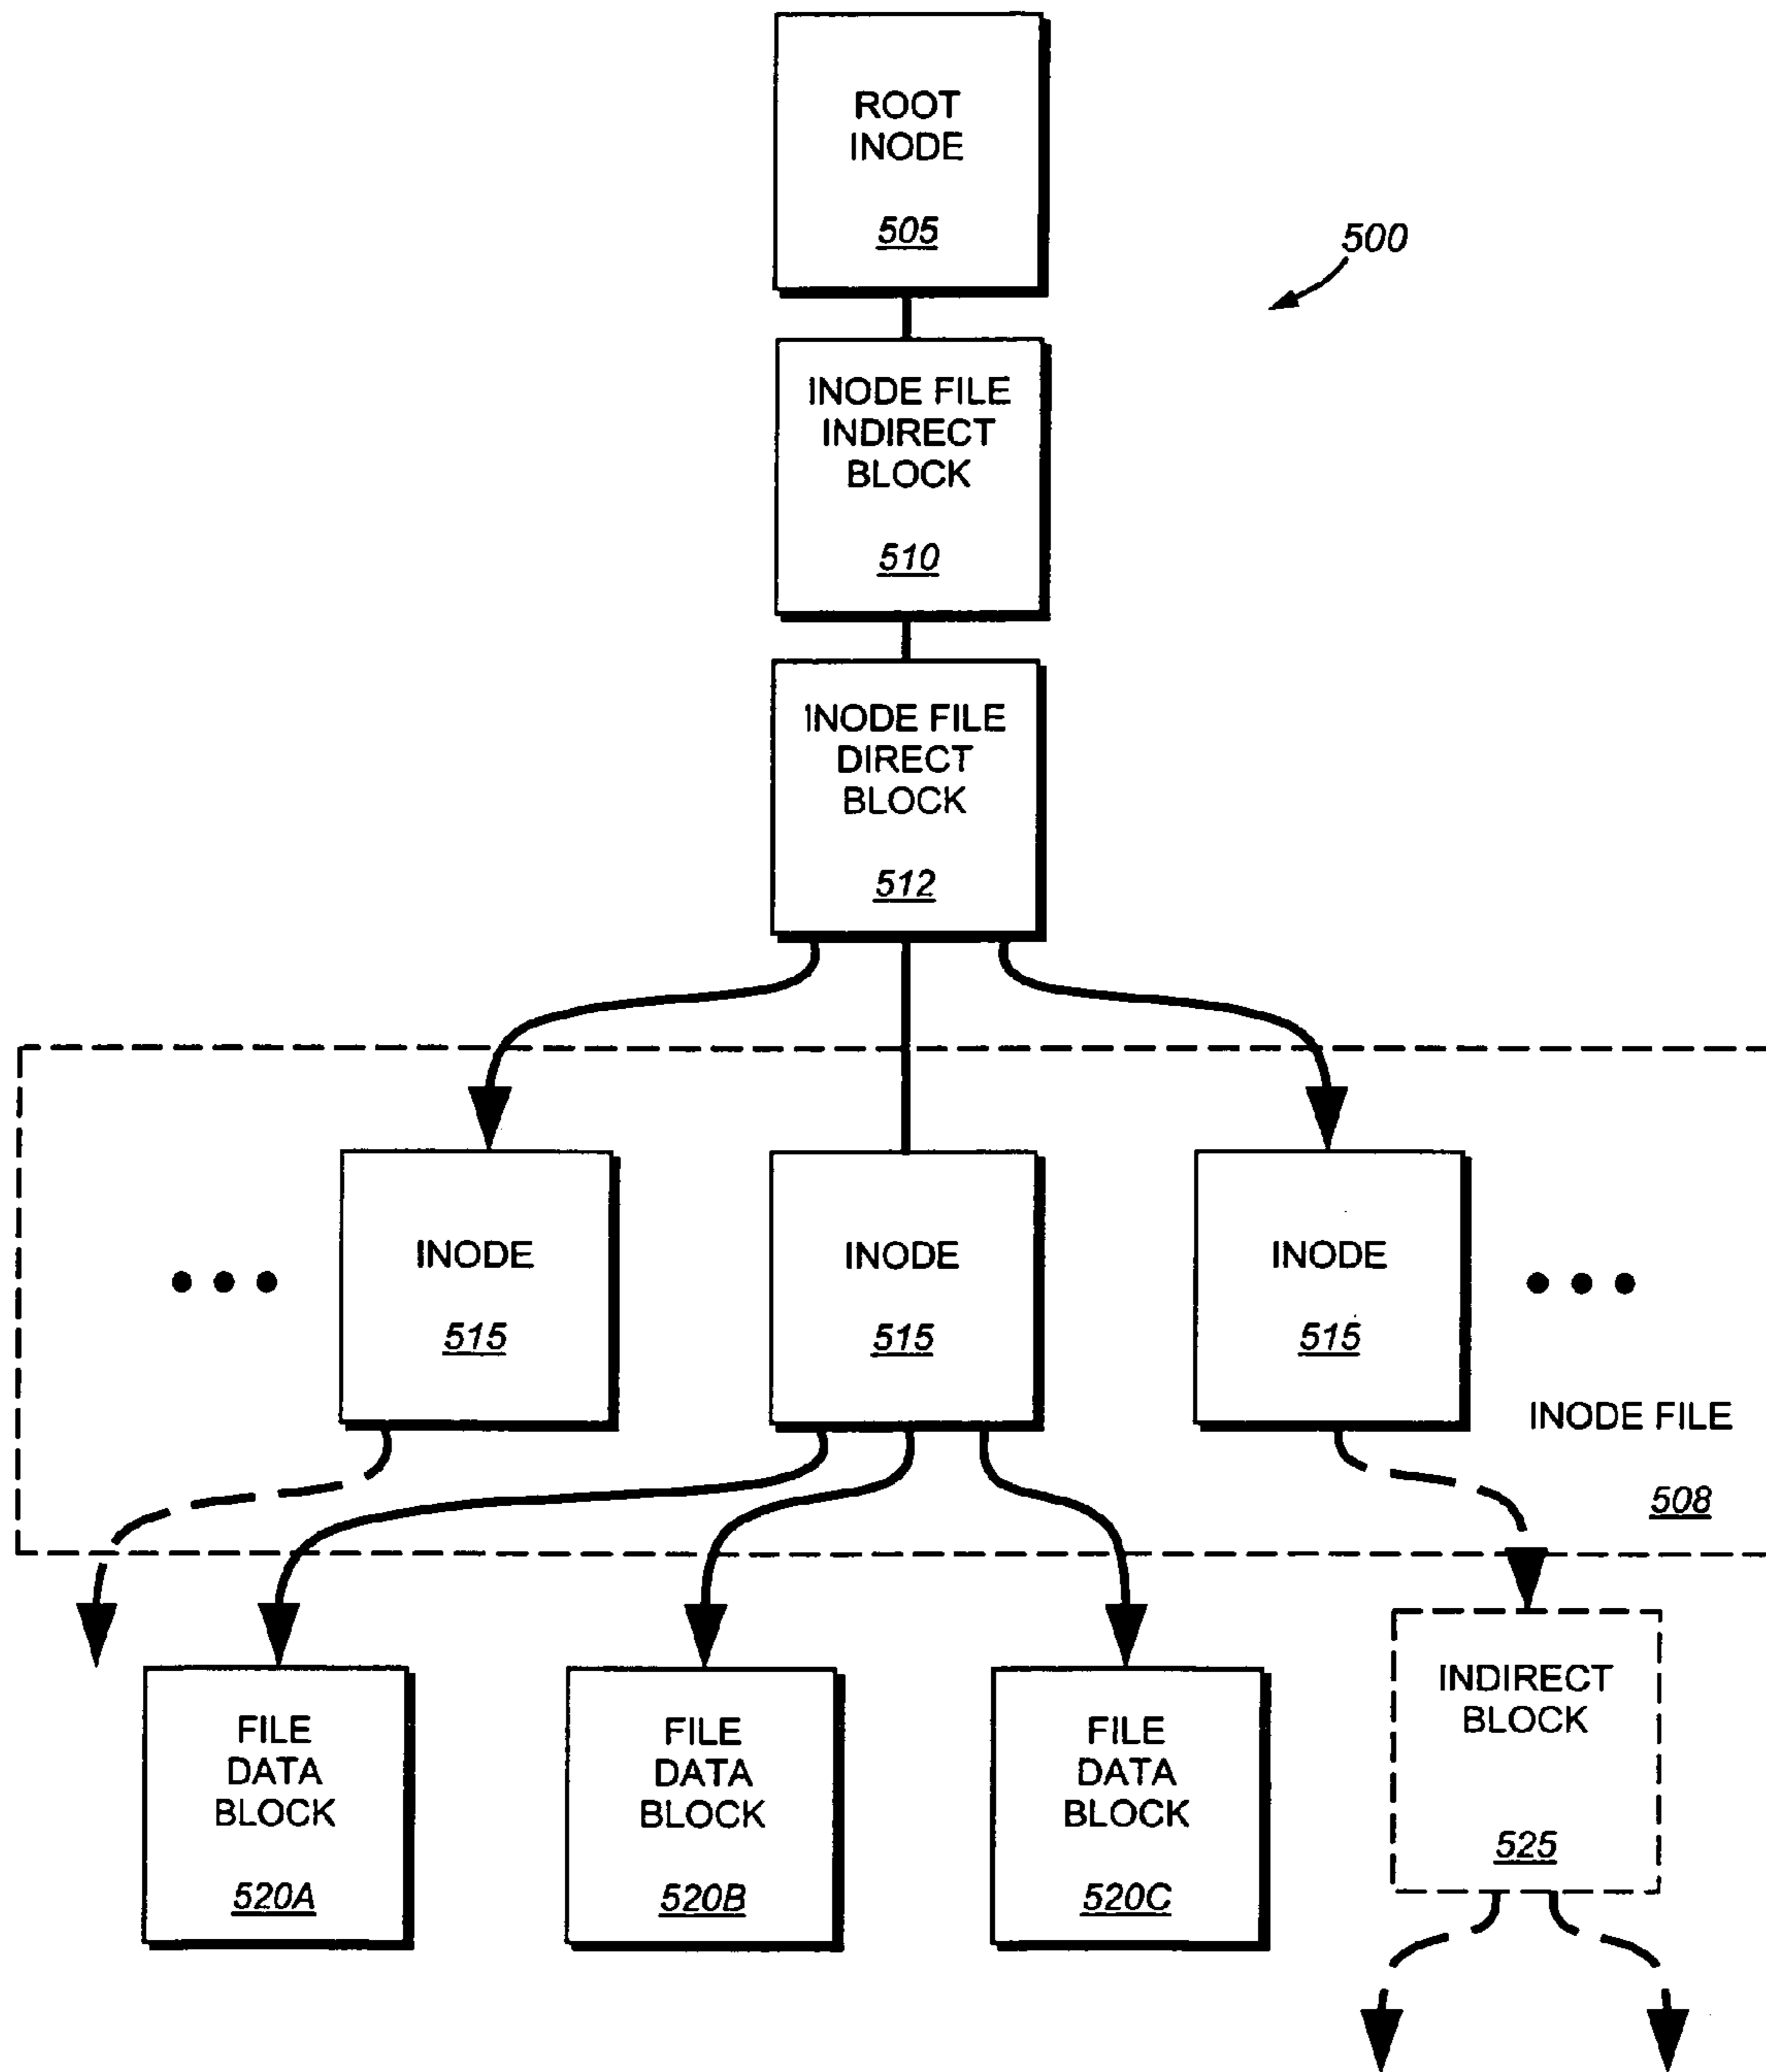 ROOT
INODE
505
500
INODE FILE
INDIRECT
BLOCK
510
INODE FILE
DIRECT
BLOCK
512
INODE
515
INODE
515
INODE
515
INODE FILE
508
FILE
DATA
BLOCK
520A
FILE
DATA
BLOCK
520B
FILE
DATA
BLOCK
520C
INDIRECT
BLOCK
525